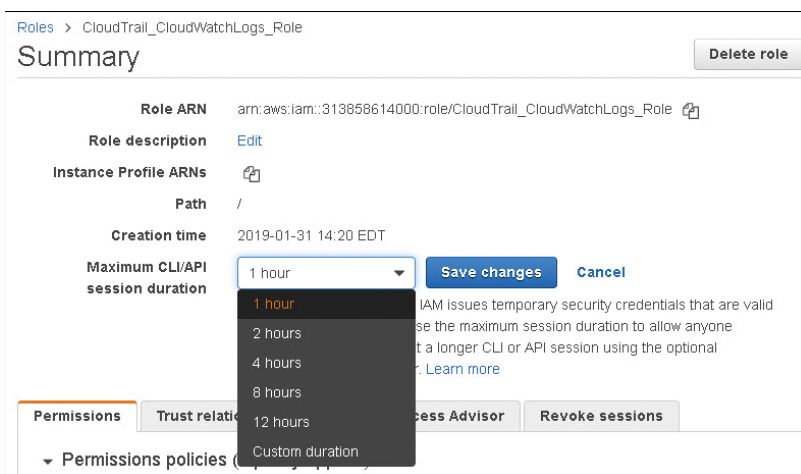 Roles > CloudTrail_CloudWatchLogs_Role
Summary
Delete role
Role ARN arn:aws:iam::313858614000:role/CloudTrail_CloudWatchLogs_Role
Role description Edit
Instance Profile ARNs
Path /
Creation time 2019-01-31 14:20 EDT
Maximum CLI/API session duration
1 hour Save changes Cancel
1 hour
2 hours
4 hours
8 hours
12 hours
Custom duration
IAM issues temporary security credentials that are valid
the maximum session duration to allow anyone
a longer CLI or API session using the optional
Learn more
Permissions Trust Advisor Revoke sessions
Permissions policies